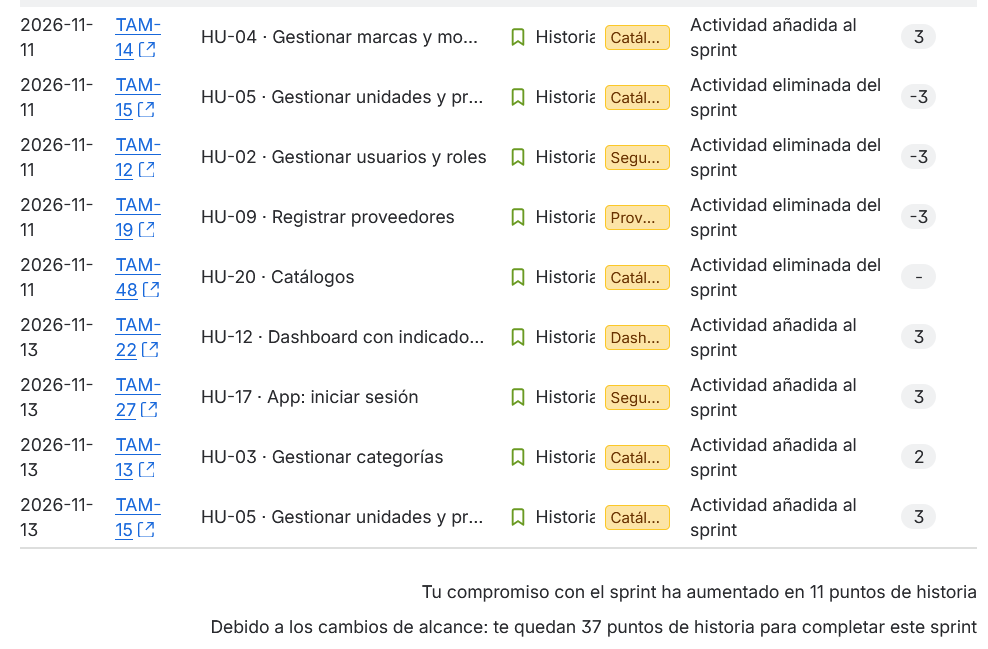 2026-11-11 TAM-14 HU-04 · Gestionar marcas y mo... Historia Catál... Actividad añadida al sprint 3
2026-11-11 TAM-15 HU-05 · Gestionar unidades y pr... Historia Catál... Actividad eliminada del sprint -3
2026-11-11 TAM-12 HU-02 · Gestionar usuarios y roles Historia Segu... Actividad eliminada del sprint -3
2026-11-11 TAM-19 HU-09 · Registrar proveedores Historia Prov... Actividad eliminada del sprint -3
2026-11-11 TAM-48 HU-20 · Catálogos Historia Catál... Actividad eliminada del sprint -
2026-11-13 TAM-22 HU-12 · Dashboard con indicado... Historia Dash... Actividad añadida al sprint 3
2026-11-13 TAM-27 HU-17 · App: iniciar sesión Historia Segu... Actividad añadida al sprint 3
2026-11-13 TAM-13 HU-03 · Gestionar categorías Historia Catál... Actividad añadida al sprint 2
2026-11-13 TAM-15 HU-05 · Gestionar unidades y pr... Historia Catál... Actividad añadida al sprint 3
Tu compromiso con el sprint ha aumentado en 11 puntos de historia
Debido a los cambios de alcance: te quedan 37 puntos de historia para completar este sprint